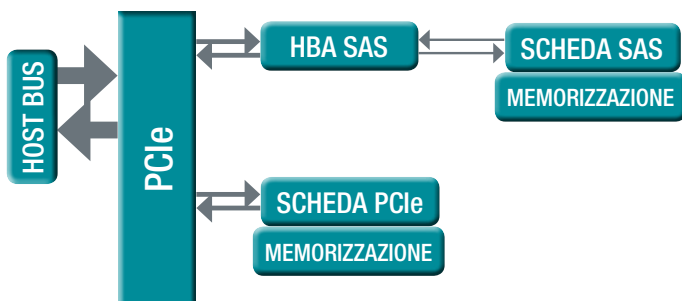 HOST BUS
PCIe
HBA SAS
SCHEDA SAS
MEMORIZZAZIONE
SCHEDA PCIe
MEMORIZZAZIONE